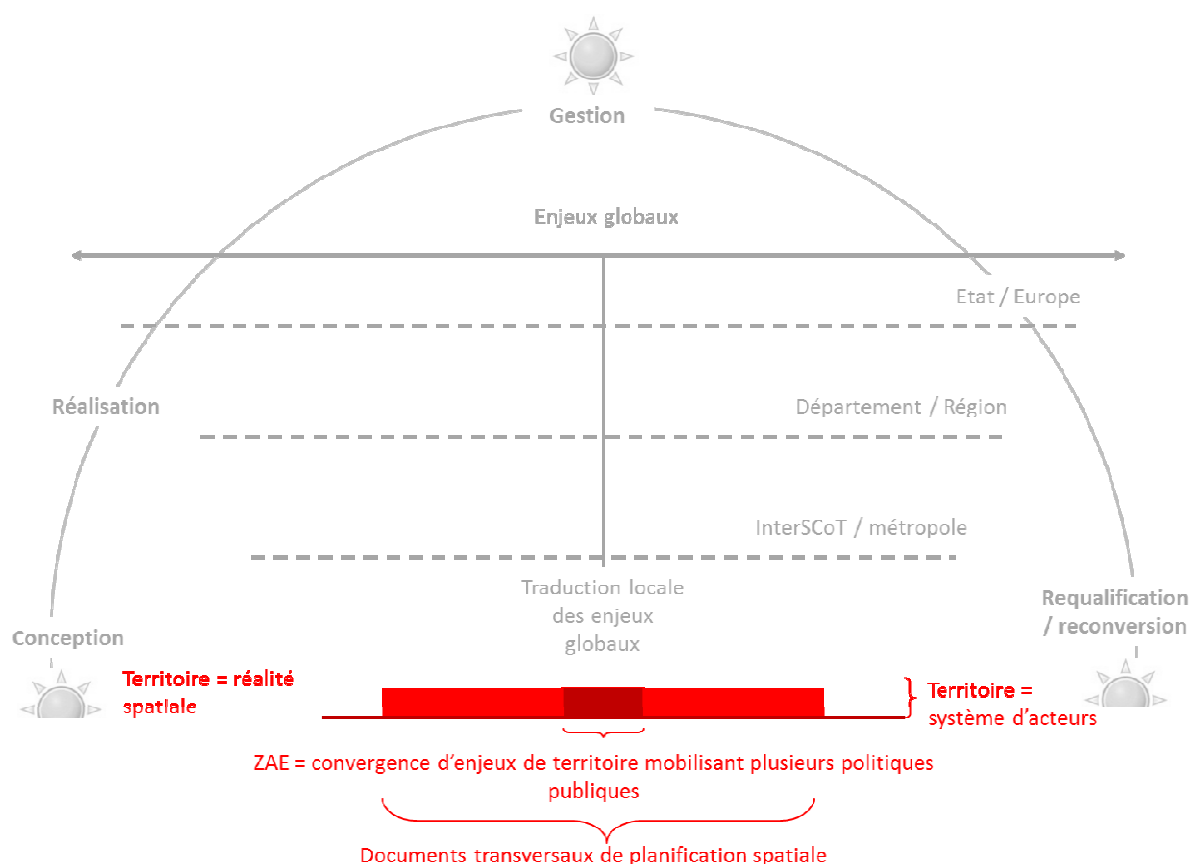 Gestion
Enjeux globaux
Etat / Europe
Réalisation
Département / Région
InterSCoT / métropole
Traduction locale
des enjeux
globaux
Requalification
/ reconversion
Conception
Territoire = réalité
spatiale
Territoire =
système d'acteurs
ZAE = convergence d'enjeux de territoire mobilisant plusieurs politiques
publiques
Documents transversaux de planification spatiale